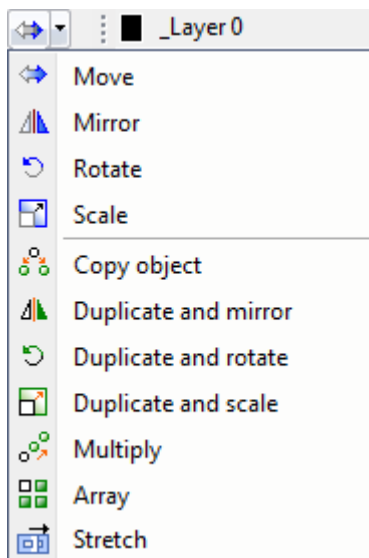 _Layer 0
Move
Mirror
Rotate
Scale
Copy object
Duplicate and mirror
Duplicate and rotate
Duplicate and scale
Multiply
Array
Stretch